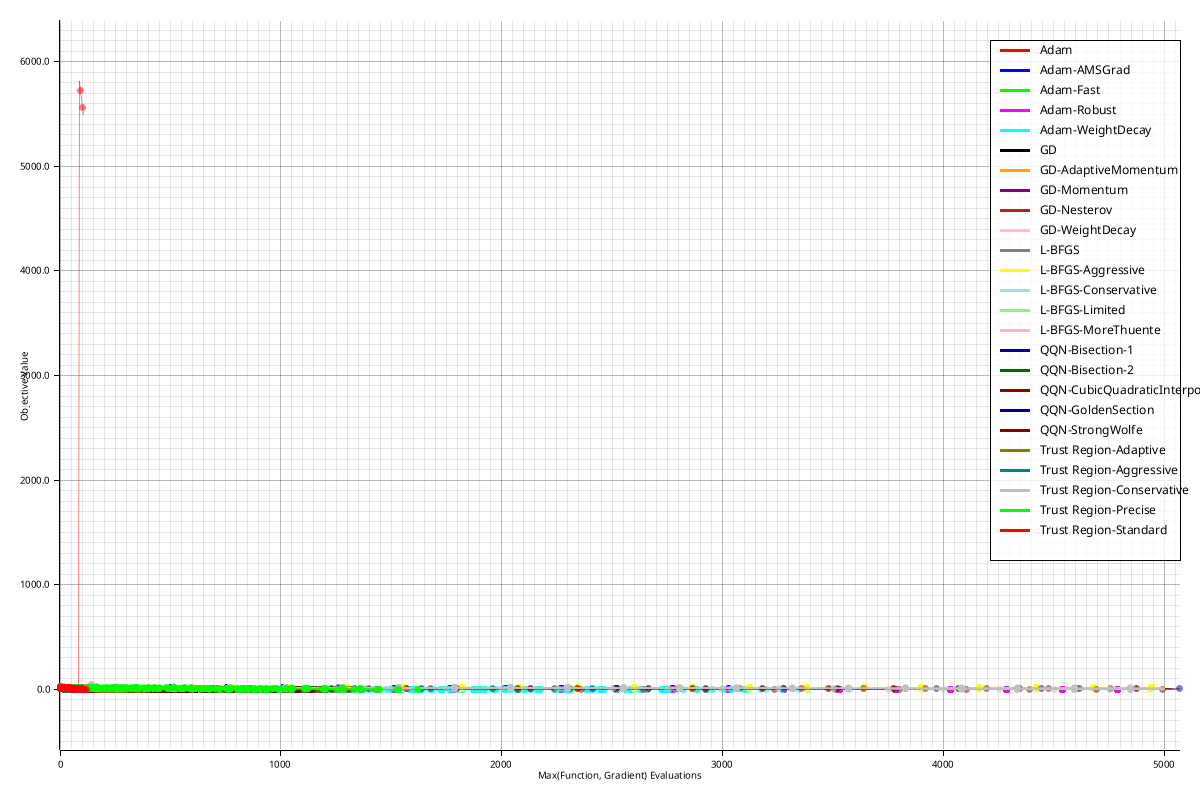 6000.0
5000.0
4000.0
3000.0
2000.0
1000.0
0.0
Objective Value
0
1000
2000
3000
4000
5000
Max(Function, Gradient) Evaluations
Adam
Adam-AMSGrad
Adam-Fast
Adam-Robust
Adam-WeightDecay
GD
GD-AdaptiveMomentum
GD-Momentum
GD-Nesterov
GD-WeightDecay
L-BFGS
L-BFGS-Aggressive
L-BFGS-Conservative
L-BFGS-Limited
L-BFGS-MoreThuente
QQN-Bisection-1
QQN-Bisection-2
QQN-CubicQuadraticInterpo
QQN-GoldenSection
QQN-StrongWolfe
Trust Region-Adaptive
Trust Region-Aggressive
Trust Region-Conservative
Trust Region-Precise
Trust Region-Standard